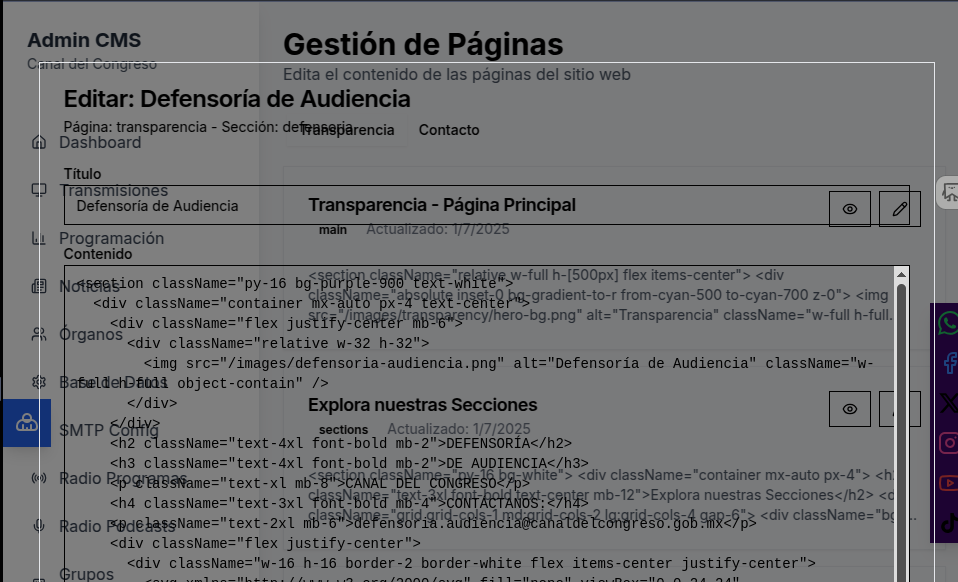 Admin CMS
Canal del Congreso
Dashboard
Transmisiones
Programación
Noticias
Órganos
Base de Datos
SMTP Config
Radio Programas
Radio Podcasts
Grupos
Gestión de Páginas
Edita el contenido de las páginas del sitio web
Transparencia
Contacto
Transparencia - Página Principal
main
Actualizado: 1/7/2025
<section className="relative w-full h-[500px] flex items-center"> <div
className="absolute inset-0 bg-gradient-to-r from-cyan-500 to-cyan-700 z-0"> <img
src="/images/transparency/hero-bg.png" alt="Transparencia" className="w-full h-full...
Explora nuestras Secciones
sections
Actualizado: 1/7/2025
<section className="py-16 bg-white"> <div className="container mx-auto px-4"> <h
className="text-3xl font-bold text-center mb-12">Explora nuestras Secciones</h2> <d
className="grid grid-cols-1 md:grid-cols-2 lg:grid-cols-4 gap-6"> <div className="bg-...
Editar: Defensoría de Audiencia
Página: transparencia - Sección: defensoria
Título
Defensoría de Audiencia
Contenido
<section className="py-16 bg-purple-900 text-white">
<div className="container mx-auto px-4 text-center">
<div className="flex justify-center mb-6">
<div className="relative w-32 h-32">
<img src="/images/defensoria-audiencia.png" alt="Defensoría de Audiencia" className="w-
full h-full object-contain" />
</div>
</div>
<h2 className="text-4xl font-bold mb-2">DEFENSORÍA</h2>
<h3 className="text-4xl font-bold mb-2">DE AUDIENCIA</h3>
<p className="text-xl mb-8">CANAL DEL CONGRESO</p>
<h4 className="text-3xl font-bold mb-4">CONTÁCTANOS:</h4>
<p className="text-2xl mb-6">defensoria.audiencia@canaldelcongreso.gob.mx</p>
<div className="flex justify-center">
<div className="w-16 h-16 border-2 border-white flex items-center justify-center">
<svg xmlns="http://www.w3.org/2000/svg" fill="none" viewBox="0 0 24 24"